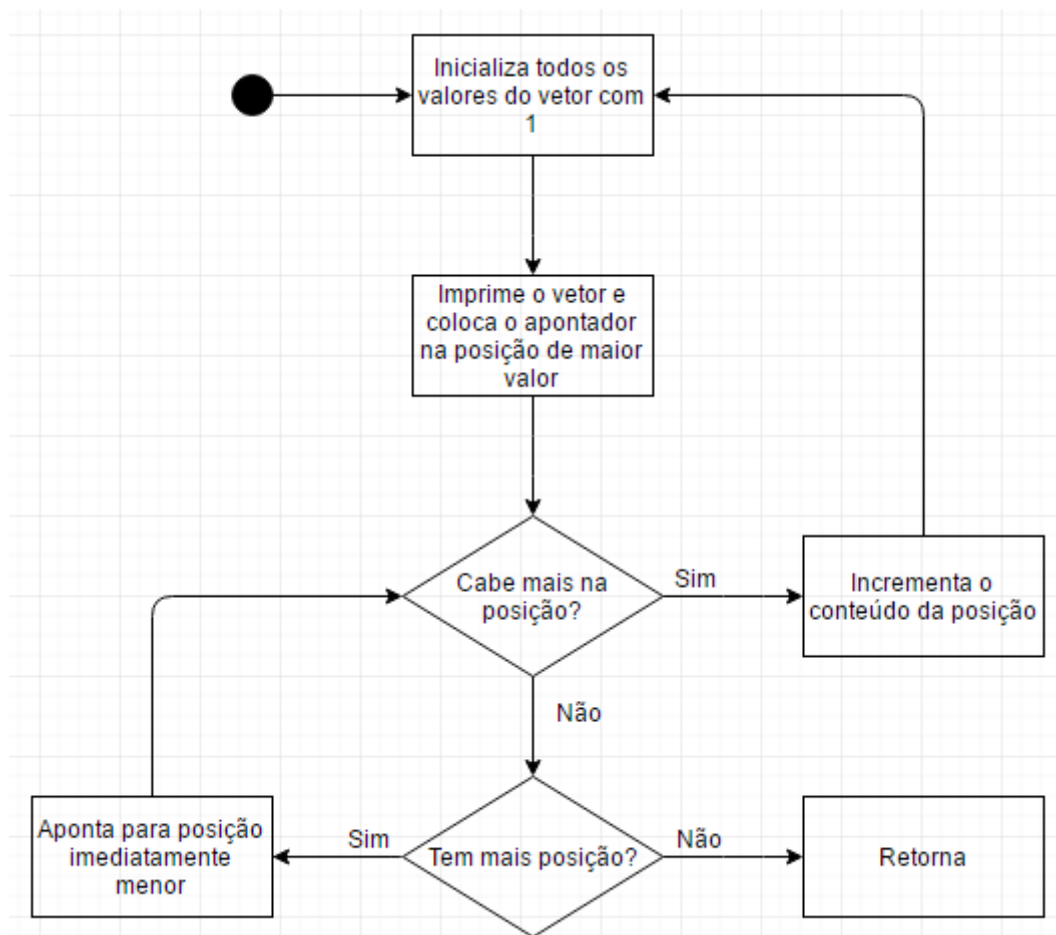 Inicializa todos os
valores do vetor com
1
Imprime o vetor e
coloca o apontador
na posição de maior
valor
Cabe mais na
posição?
Sim
Incrementa o
conteúdo da posição
Não
Aponta para posição
imediatamente
menor
Sim
Tem mais posição?
Não
Retorna